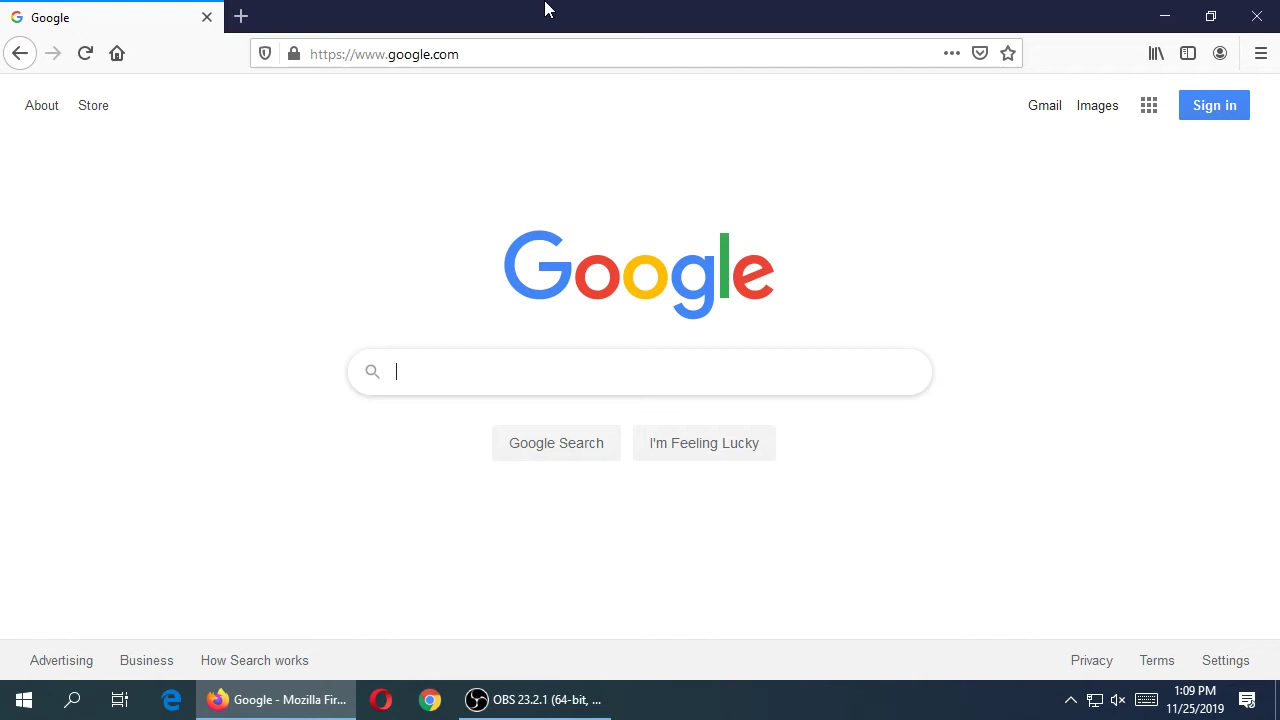 Google
https://www.google.com
About Store
Gmail Images Sign in
Google
Google Search I'm Feeling Lucky
Advertising Business How Search works
Privacy Terms Settings
Google - Mozilla Fir...
OBS 23.2.1 (64-bit, ...
1:09 PM
11/25/2019